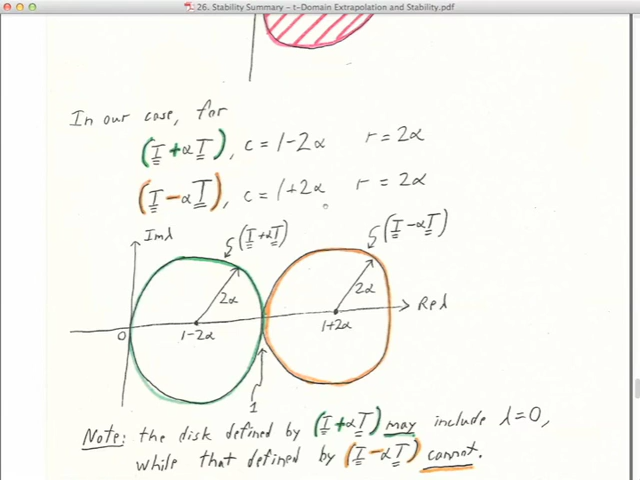 26. Stability Summary – t-Domain Extrapolation and Stability.pdf
In our case, for
(I + αT), c = 1 - 2α   r = 2α
(I - αT), c = 1 + 2α   r = 2α
Imλ
S(I + αT)
S(I - αT)
2α
2α
Reλ
0
1-2α
1+2α
1
Note: the disk defined by (I + αT) may include λ=0,
while that defined by (I - αT) cannot.